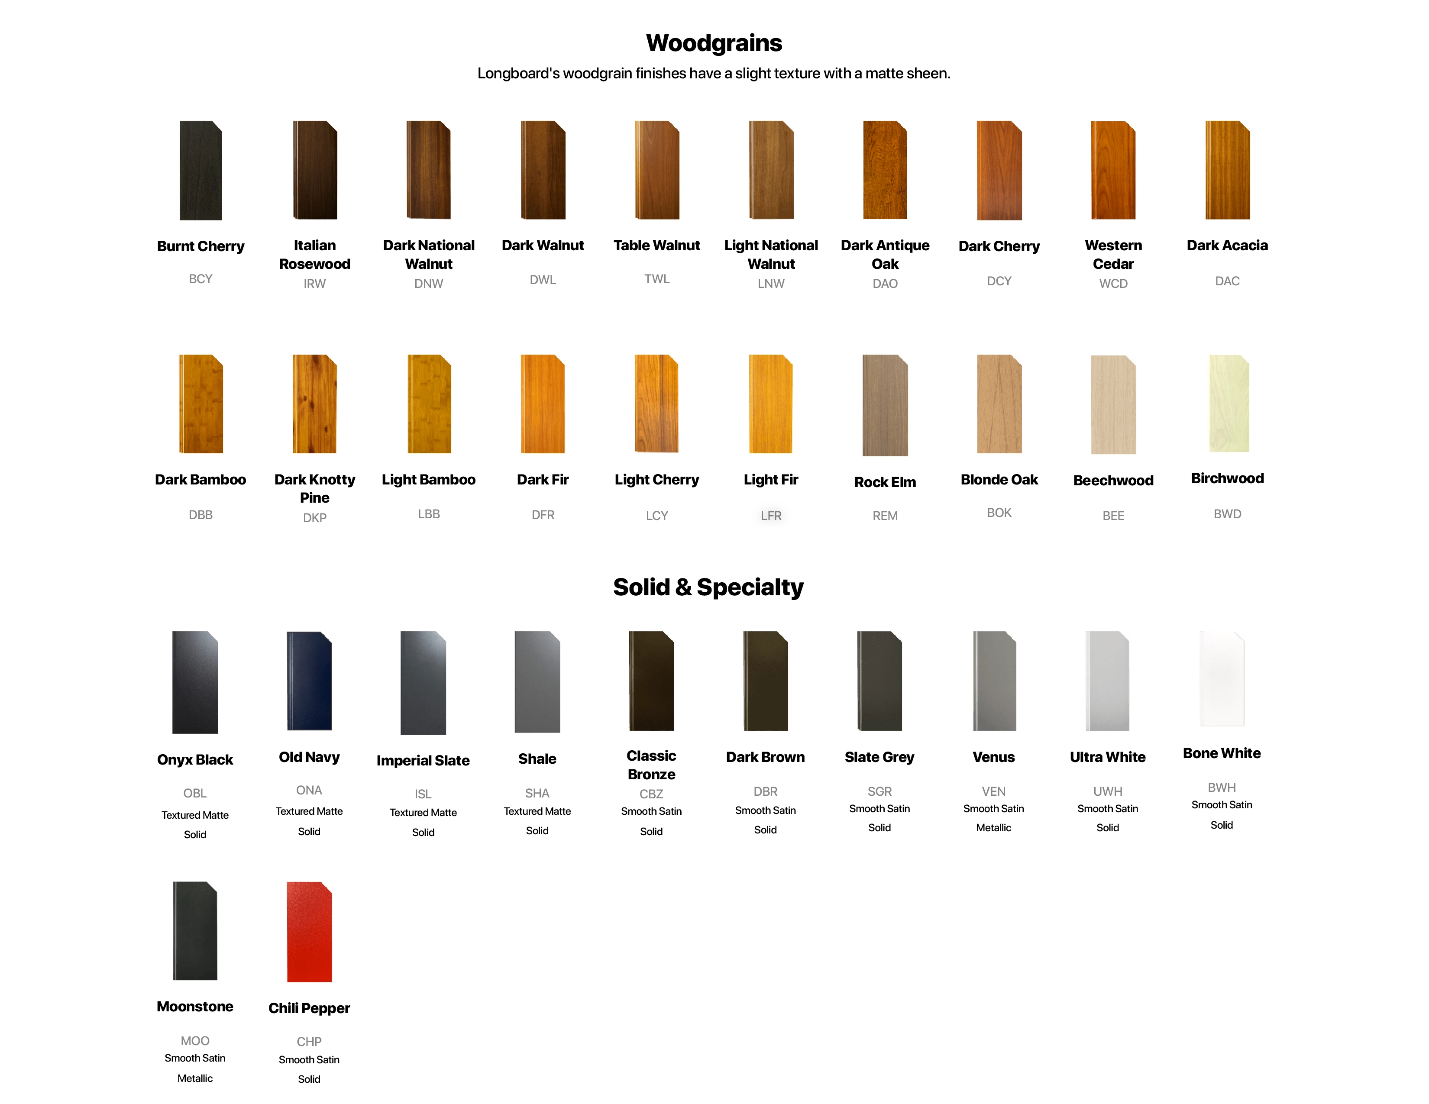 Woodgrains
Longboard's woodgrain finishes have a slight texture with a matte sheen.
Burnt Cherry
BCY
Italian
Rosewood
IRW
Dark National
Walnut
DNW
Dark Walnut
DWL
Table Walnut
TWL
Light National
Walnut
LNW
Dark Antique
Oak
DAO
Dark Cherry
DCY
Western
Cedar
WCD
Dark Acacia
DAC
Dark Bamboo
DBB
Dark Knotty
Pine
DKP
Light Bamboo
LBB
Dark Fir
DFR
Light Cherry
LCY
Light Fir
LFR
Rock Elm
REM
Blonde Oak
BOK
Beechwood
BEE
Birchwood
BWD
Solid & Specialty
Onyx Black
OBL
Textured Matte
Solid
Old Navy
ONA
Textured Matte
Solid
Imperial Slate
ISL
Textured Matte
Solid
Shale
SHA
Textured Matte
Solid
Classic
Bronze
CBZ
Smooth Satin
Solid
Dark Brown
DBR
Smooth Satin
Solid
Slate Grey
SGR
Smooth Satin
Solid
Venus
VEN
Smooth Satin
Metallic
Ultra White
UWH
Smooth Satin
Solid
Bone White
BWH
Smooth Satin
Solid
Moonstone
MOO
Smooth Satin
Metallic
Chili Pepper
CHP
Smooth Satin
Solid